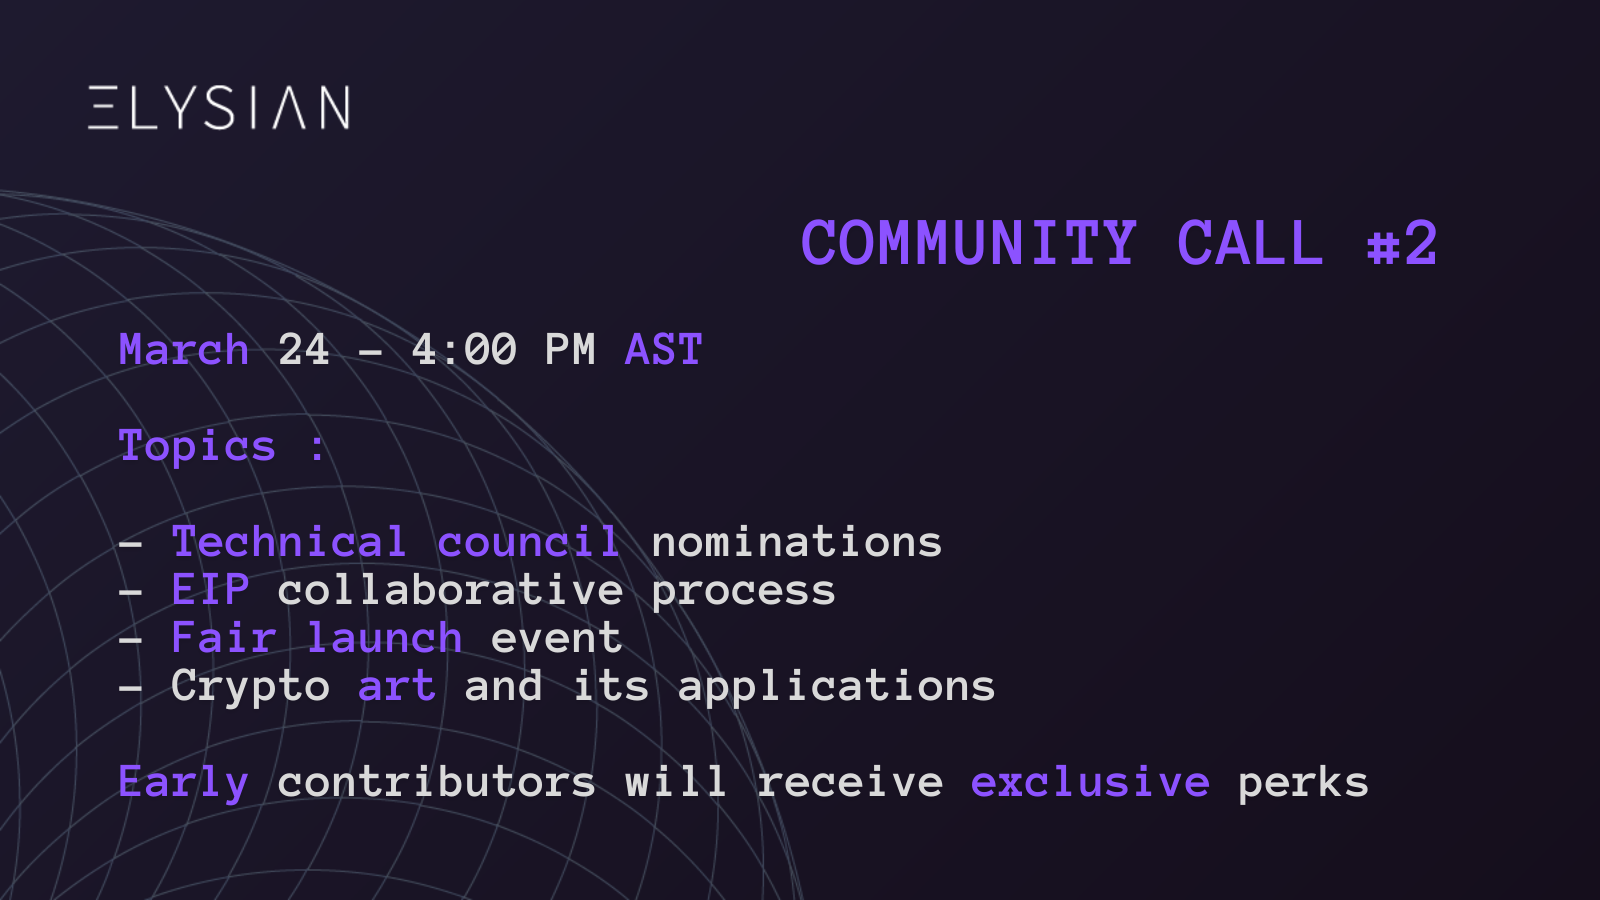 ELYSIAN
COMMUNITY CALL #2
March 24 – 4:00 PM AST
Topics :
– Technical council nominations
– EIP collaborative process
– Fair launch event
– Crypto art and its applications
Early contributors will receive exclusive perks